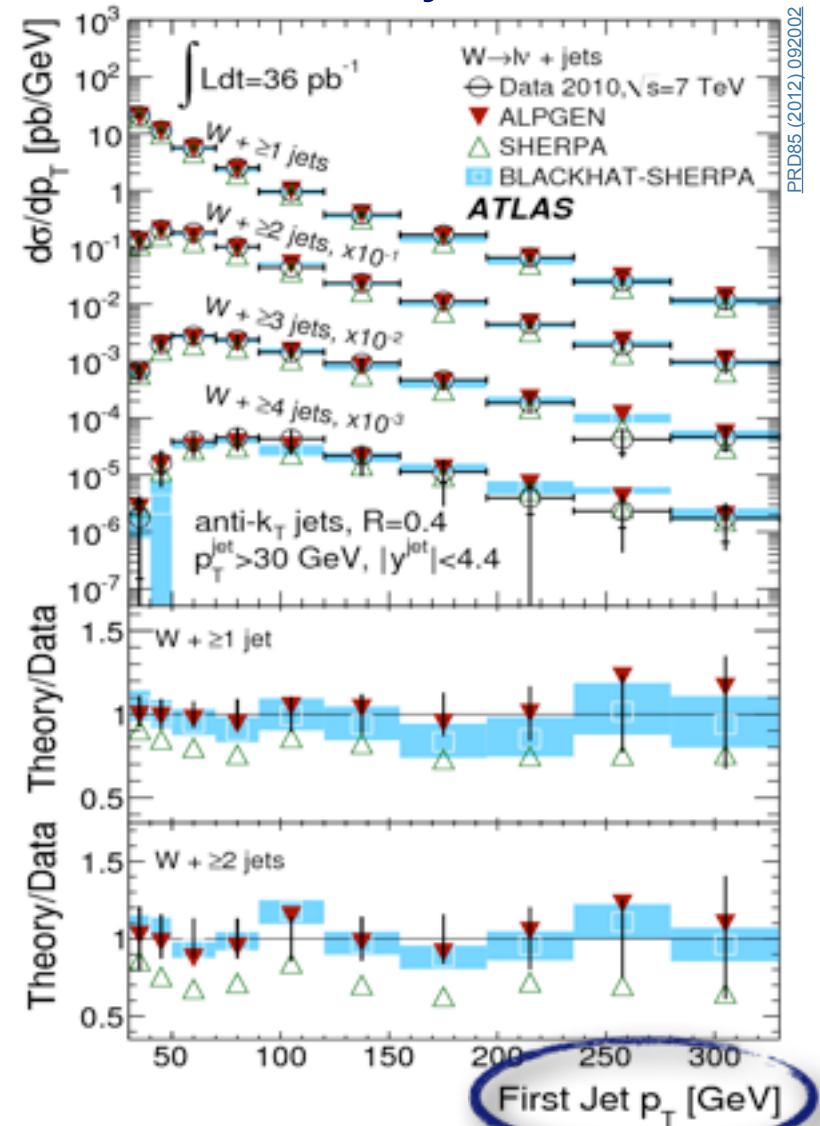 PRD85 (2012) 092002
dσ/dp_T [pb/GeV]
10³
10²
10
1
10⁻¹
10⁻²
10⁻³
10⁻⁴
10⁻⁵
10⁻⁶
10⁻⁷
∫Ldt=36 pb⁻¹
W→lν + jets
Data 2010,√s=7 TeV
ALPGEN
SHERPA
BLACKHAT-SHERPA
ATLAS
W + ≥1 jets
W + ≥2 jets, x10⁻¹
W + ≥3 jets, x10⁻²
W + ≥4 jets, x10⁻³
anti-k_T jets, R=0.4
p_T^jet>30 GeV, |y^jet|<4.4
Theory/Data
1.5
1
0.5
W + ≥1 jet
Theory/Data
1.5
1
0.5
W + ≥2 jets
50 100 150 200 250 300
First Jet p_T [GeV]